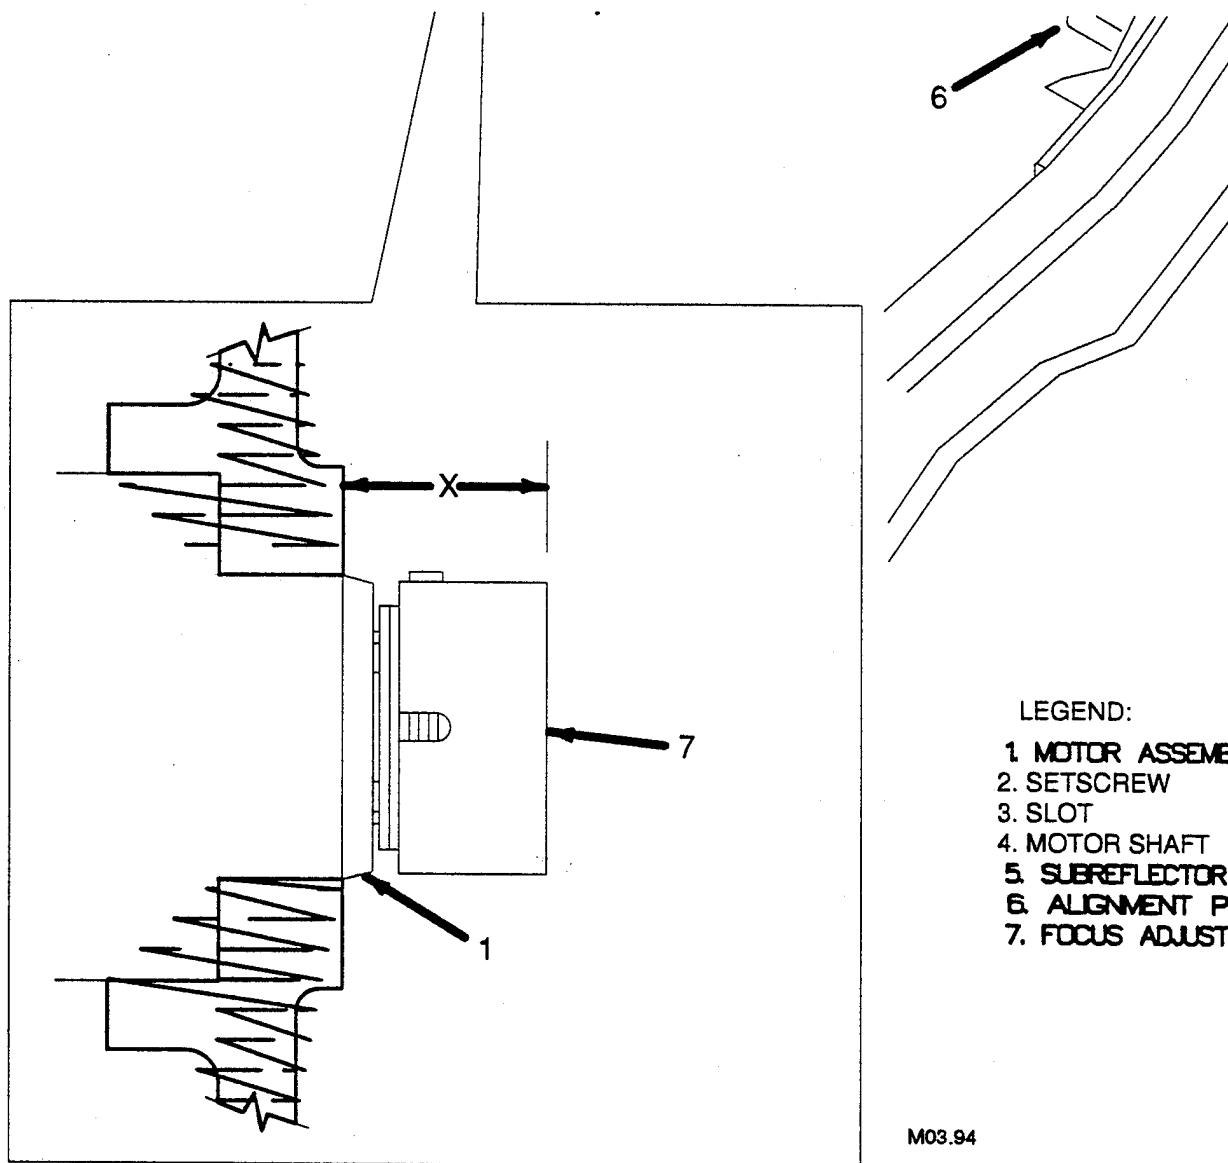 6
X
7
1
LEGEND:
1. MOTOR ASSEMB
2. SETSCREW
3. SLOT
4. MOTOR SHAFT
5. SUBREFLECTOR
6. ALIGNMENT P
7. FOCUS ADJUST
M03.94